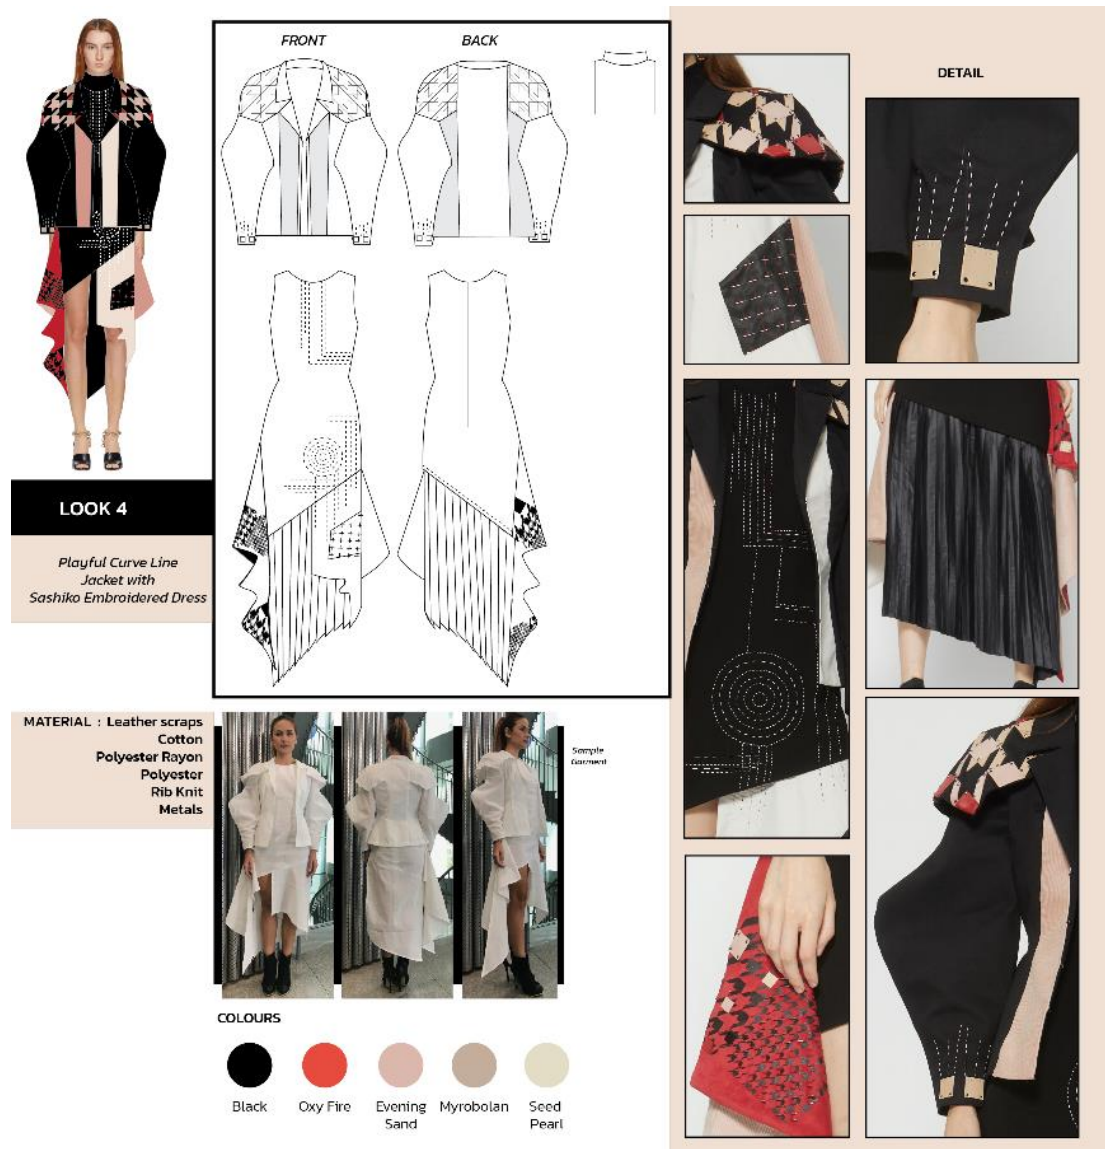 FRONT
BACK
DETAIL
LOOK 4
Playful Curve Line
Jacket with
Sashiko Embroidered Dress
MATERIAL : Leather scraps
Cotton
Polyester Rayon
Polyester
Rib Knit
Metals
Sample
Garment
COLOURS
Black
Oxy Fire
Evening
Sand
Myrobolan
Seed
Pearl